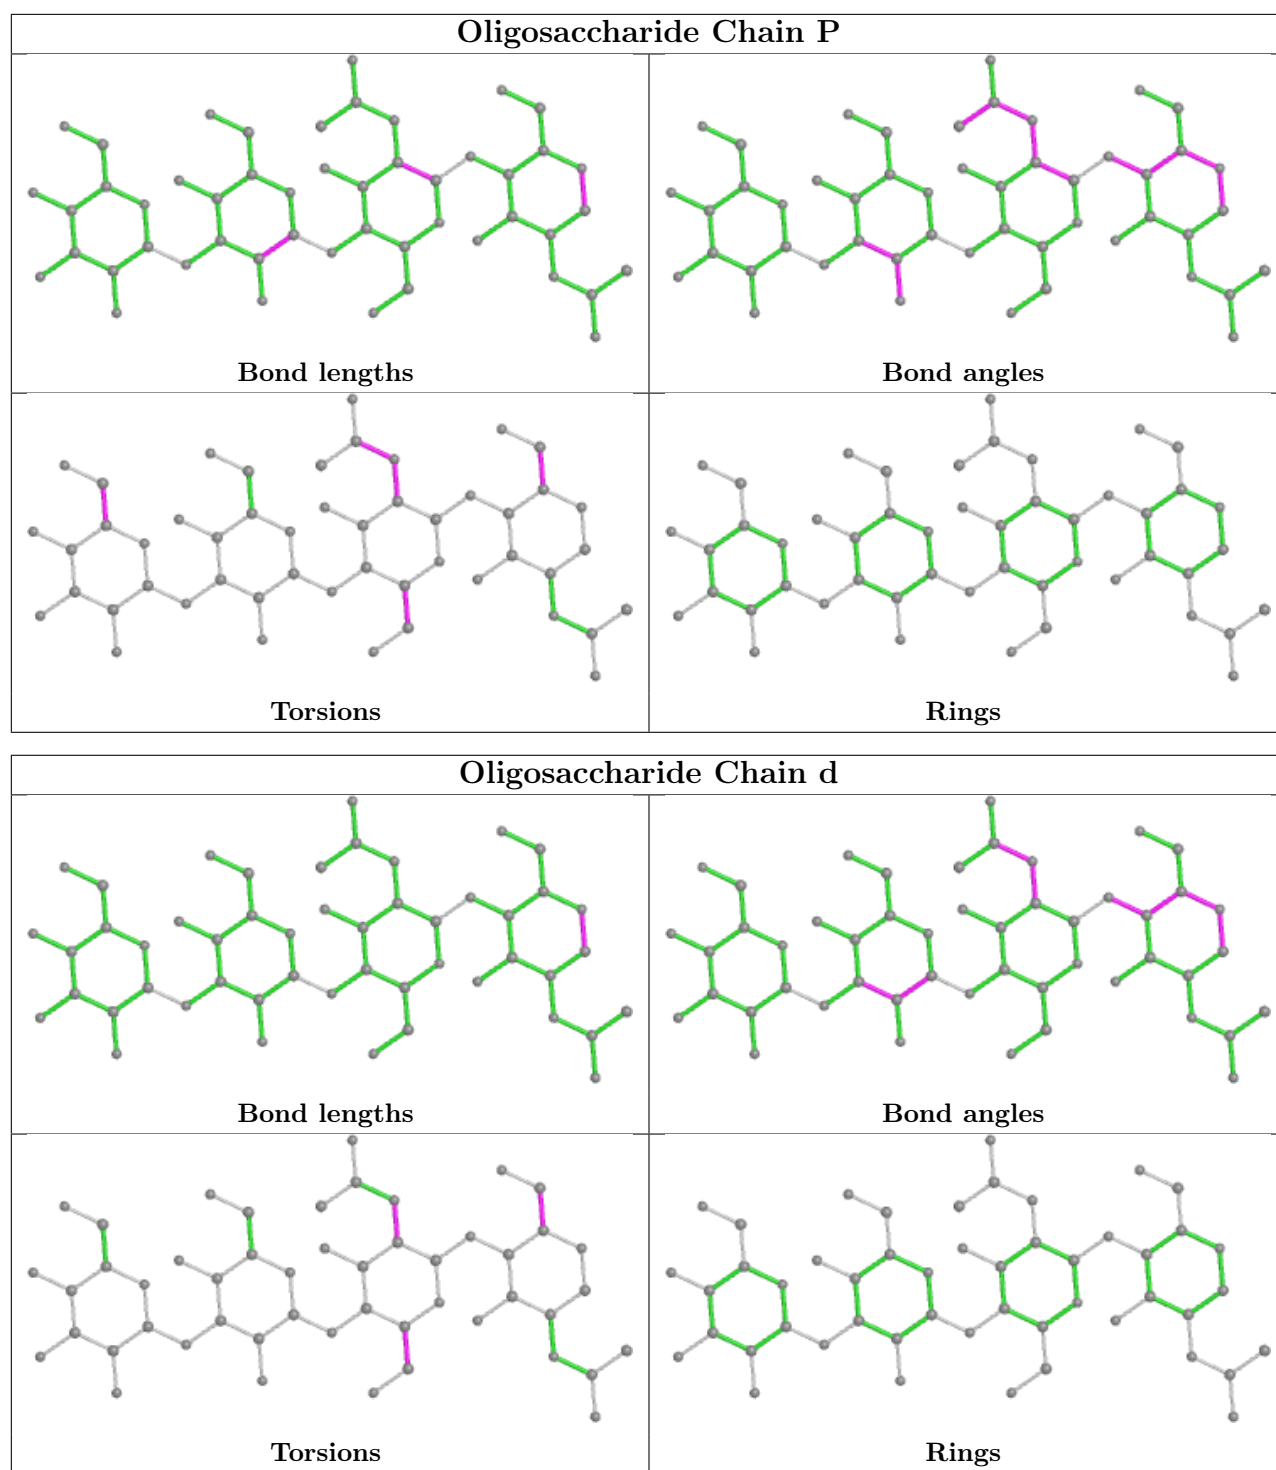 Oligosaccharide Chain P
Bond lengths
Bond angles
Torsions
Rings
Oligosaccharide Chain d
Bond lengths
Bond angles
Torsions
Rings